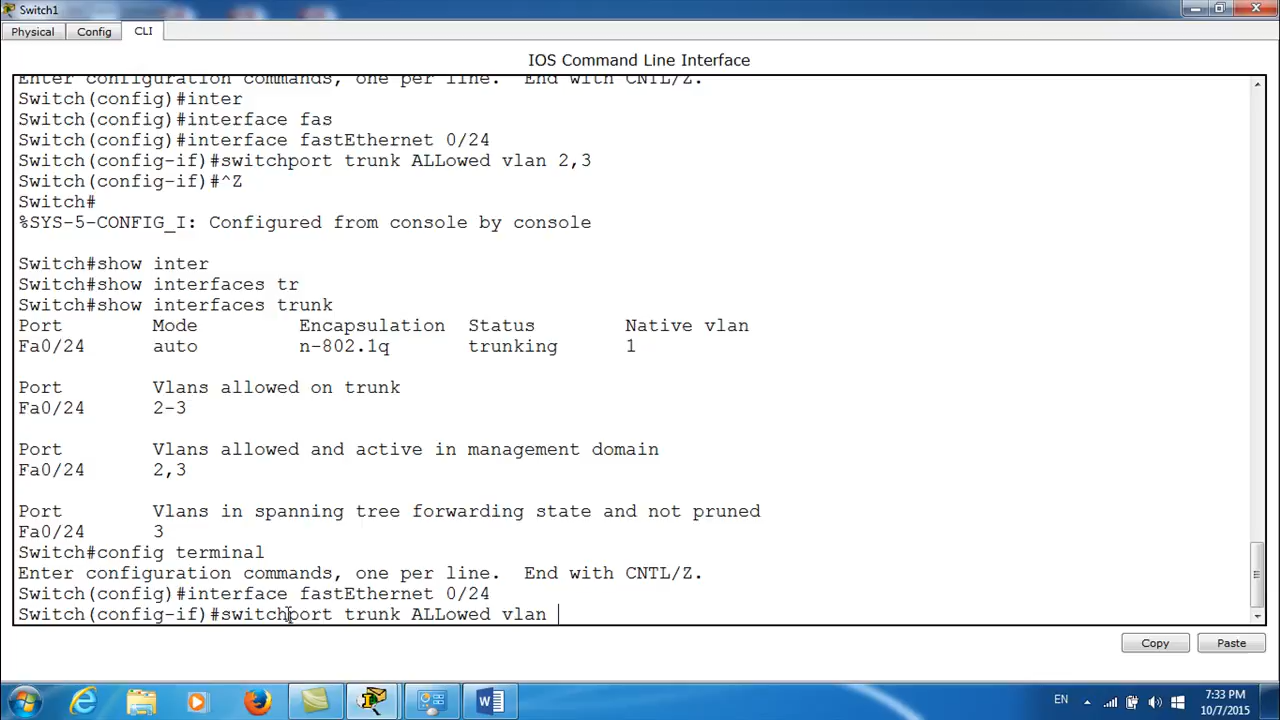 Switch1
Physical Config CLI
IOS Command Line Interface
Enter configuration commands, one per line.  End with CNTL/Z.
Switch(config)#inter
Switch(config)#interface fas
Switch(config)#interface fastEthernet 0/24
Switch(config-if)#switchport trunk ALLowed vlan 2,3
Switch(config-if)#^Z
Switch#
%SYS-5-CONFIG_I: Configured from console by console
Switch#show inter
Switch#show interfaces tr
Switch#show interfaces trunk
Port        Mode         Encapsulation  Status        Native vlan
Fa0/24      auto         n-802.1q       trunking      1
Port        Vlans allowed on trunk
Fa0/24      2-3
Port        Vlans allowed and active in management domain
Fa0/24      2,3
Port        Vlans in spanning tree forwarding state and not pruned
Fa0/24      3
Switch#config terminal
Enter configuration commands, one per line.  End with CNTL/Z.
Switch(config)#interface fastEthernet 0/24
Switch(config-if)#switchport trunk ALLowed vlan
Copy Paste
EN 7:33 PM
10/7/2015